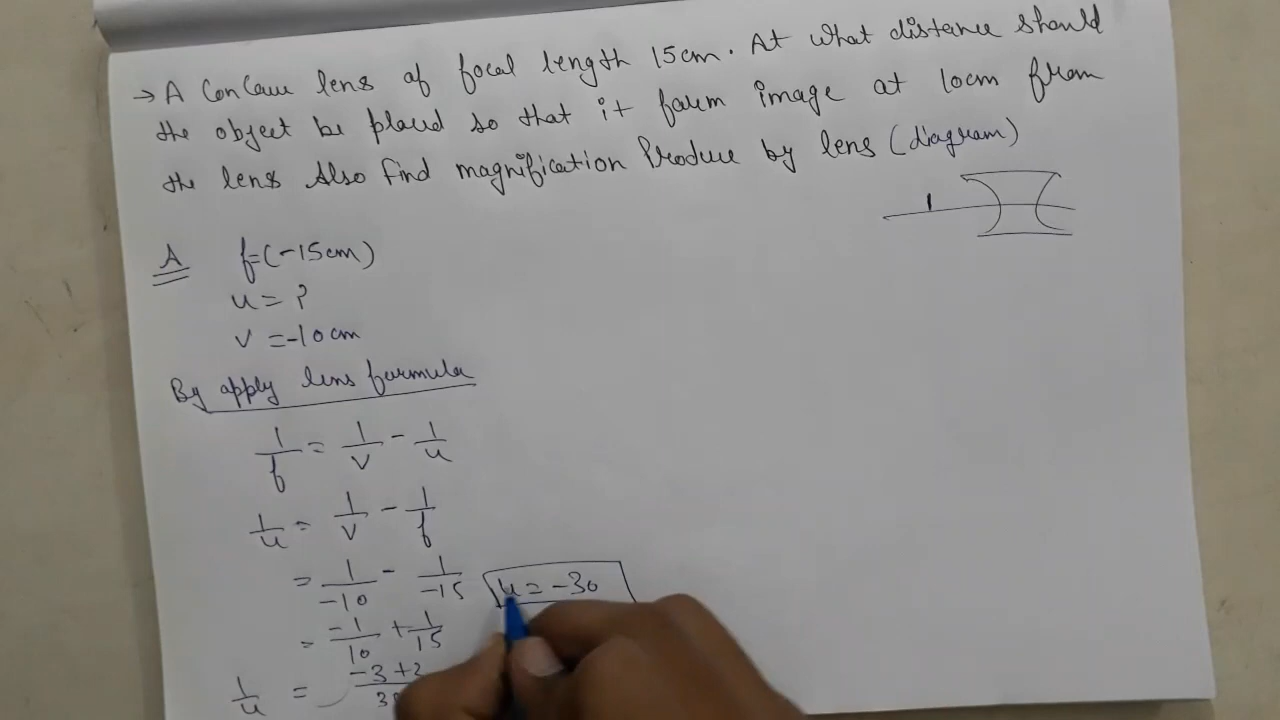 → A Concave lens of focal length 15cm. At what distance should
the object be placed so that it form image at 10cm from
the lens Also find magnification Produce by lens (diagram)
A f=(-15cm)
u = ?
v =-10cm
By apply lens formula
1/f = 1/v - 1/u
1/u = 1/v - 1/f
= 1/-10 - 1/-15
u = -30
= -1/10 + 1/15
1/u = -3+2